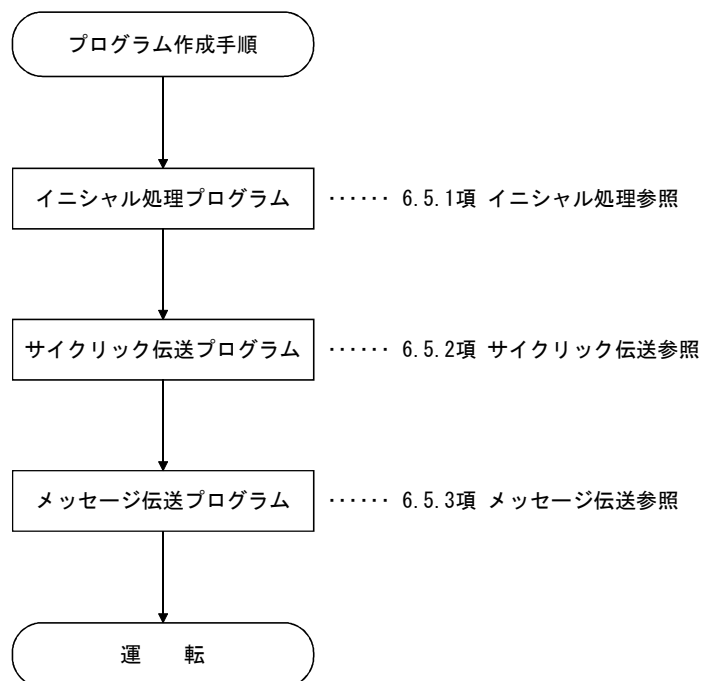 プログラム作成手順
イニシャル処理プログラム ······ 6.5.1項 イニシャル処理参照
サイクリック伝送プログラム ······ 6.5.2項 サイクリック伝送参照
メッセージ伝送プログラム ······ 6.5.3項 メッセージ伝送参照
運 転